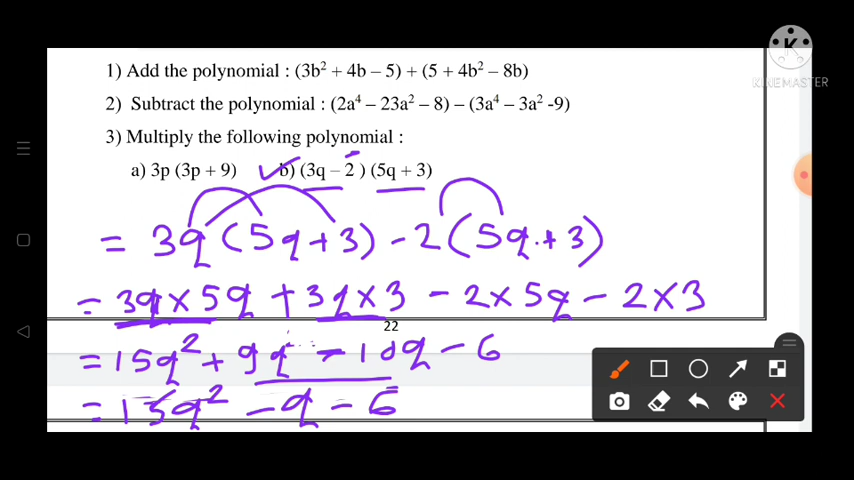 KINEMASTER
1) Add the polynomial : (3b² + 4b – 5) + (5 + 4b² – 8b)
2) Subtract the polynomial : (2a⁴ – 23a² – 8) – (3a⁴ – 3a² -9)
3) Multiply the following polynomial :
a) 3p (3p + 9) b) (3q – 2 ) (5q + 3)
= 3q (5q + 3) - 2 (5q + 3)
= 3q × 5q + 3q × 3 - 2 × 5q - 2 × 3
22
= 15q² + 9q - 10q - 6
= 15q² - q - 6